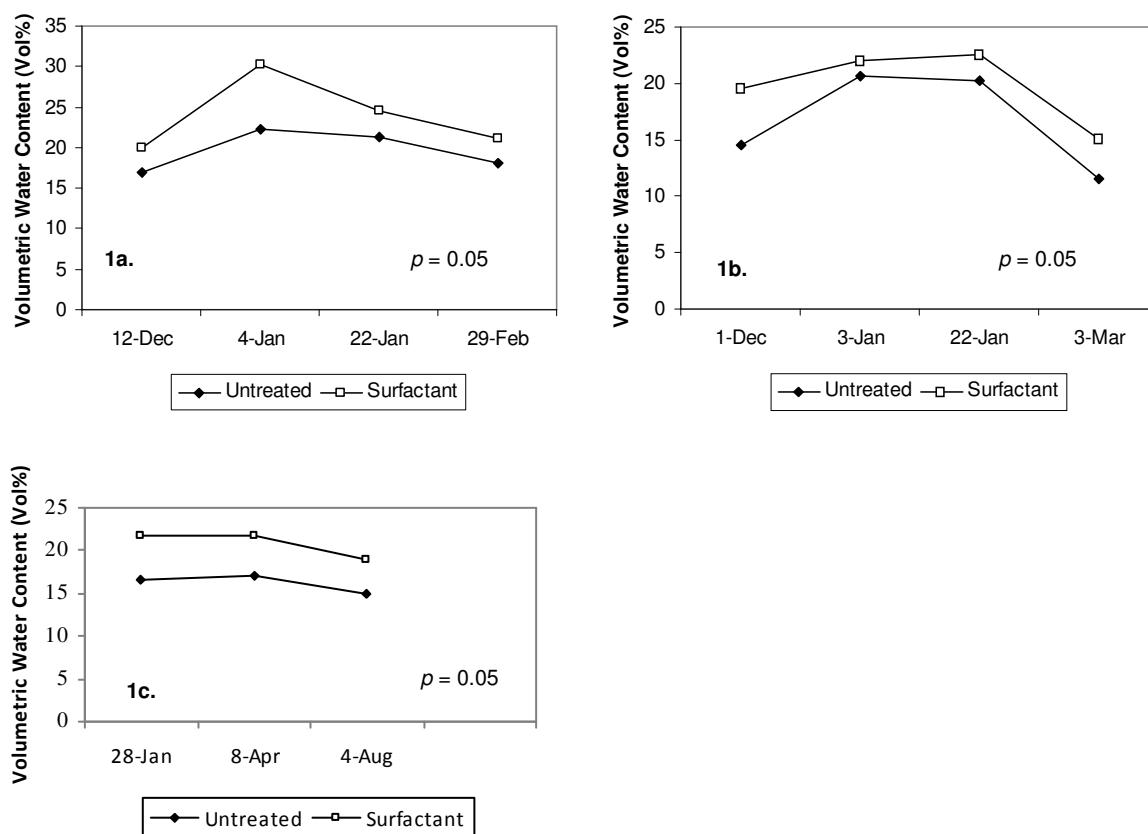 Volumetric Water Content (Vol%)
35
30
25
20
15
10
5
0
1a.
p = 0.05
12-Dec 4-Jan 22-Jan 29-Feb
Untreated Surfactant
Volumetric Water Content (Vol%)
25
20
15
10
5
0
1b.
p = 0.05
1-Dec 3-Jan 22-Jan 3-Mar
Untreated Surfactant
Volumetric Water Content (Vol%)
25
20
15
10
5
0
1c.
p = 0.05
28-Jan 8-Apr 4-Aug
Untreated Surfactant